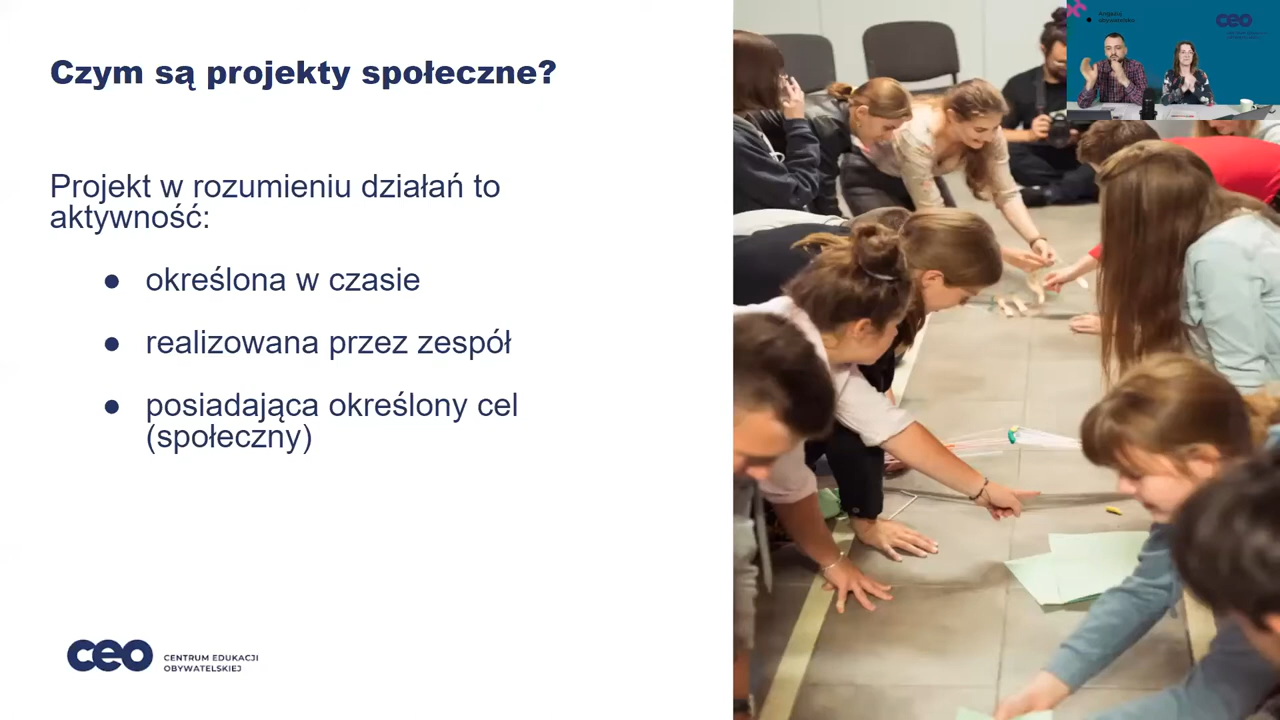 Czym są projekty społeczne?
Projekt w rozumieniu działań to
aktywność:
● określona w czasie
● realizowana przez zespół
● posiadająca określony cel
(społeczny)
ceo CENTRUM EDUKACJI
OBYWATELSKIEJ
ceo